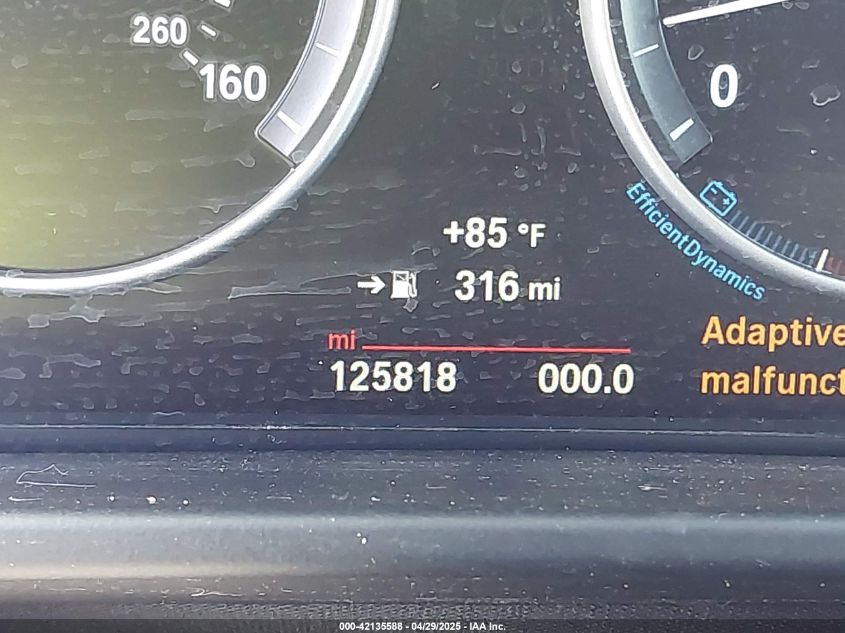 260
160
0
EfficientDynamics
+85 °F
316 mi
mi
125818 000.0
Adaptive
malfunct
000-42135588 - 04/29/2025 - IAA Inc.